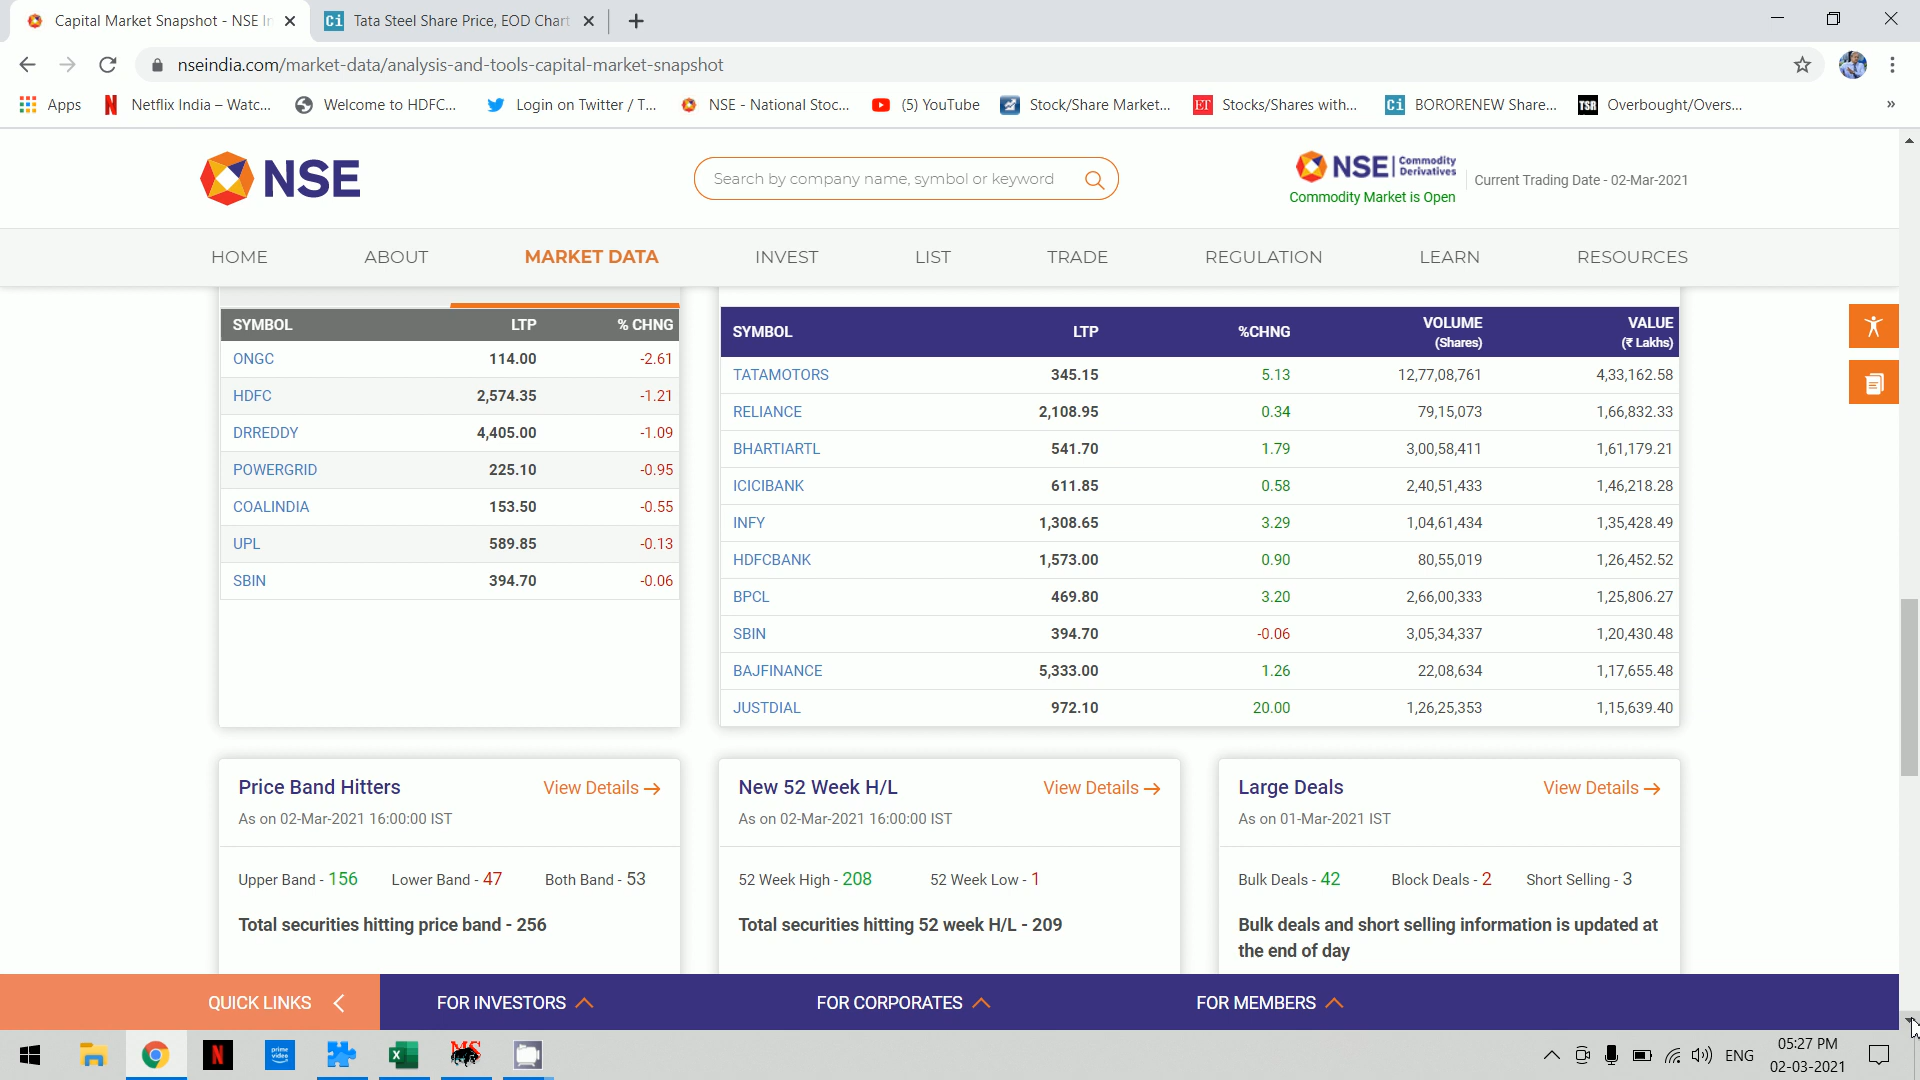 Capital Market Snapshot - NSE In
Tata Steel Share Price, EOD Chart
nseindia.com/market-data/analysis-and-tools-capital-market-snapshot
Apps
Netflix India – Watc...
Welcome to HDFC...
Login on Twitter / T...
NSE - National Stoc...
(5) YouTube
Stock/Share Market...
ET
Stocks/Shares with...
Ci
BORORENEW Share...
TSR
Overbought/Overs...
»
NSE
Search by company name, symbol or keyword
NSE | Commodity Derivatives
Commodity Market is Open
Current Trading Date - 02-Mar-2021
HOME ABOUT MARKET DATA INVEST LIST TRADE REGULATION LEARN RESOURCES
SYMBOL LTP % CHNG
ONGC 114.00 -2.61
HDFC 2,574.35 -1.21
DRREDDY 4,405.00 -1.09
POWERGRID 225.10 -0.95
COALINDIA 153.50 -0.55
UPL 589.85 -0.13
SBIN 394.70 -0.06
SYMBOL LTP %CHNG VOLUME (Shares) VALUE (₹ Lakhs)
TATAMOTORS 345.15 5.13 12,77,08,761 4,33,162.58
RELIANCE 2,108.95 0.34 79,15,073 1,66,832.33
BHARTIARTL 541.70 1.79 3,00,58,411 1,61,179.21
ICICIBANK 611.85 0.58 2,40,51,433 1,46,218.28
INFY 1,308.65 3.29 1,04,61,434 1,35,428.49
HDFCBANK 1,573.00 0.90 80,55,019 1,26,452.52
BPCL 469.80 3.20 2,66,00,333 1,25,806.27
SBIN 394.70 -0.06 3,05,34,337 1,20,430.48
BAJFINANCE 5,333.00 1.26 22,08,634 1,17,655.48
JUSTDIAL 972.10 20.00 1,26,25,353 1,15,639.40
Price Band Hitters View Details
As on 02-Mar-2021 16:00:00 IST
Upper Band - 156 Lower Band - 47 Both Band - 53
Total securities hitting price band - 256
New 52 Week H/L View Details
As on 02-Mar-2021 16:00:00 IST
52 Week High - 208 52 Week Low - 1
Total securities hitting 52 week H/L - 209
Large Deals View Details
As on 01-Mar-2021 IST
Bulk Deals - 42 Block Deals - 2 Short Selling - 3
Bulk deals and short selling information is updated at
the end of day
QUICK LINKS FOR INVESTORS FOR CORPORATES FOR MEMBERS
N
prime video
MS
ENG
05:27 PM
02-03-2021